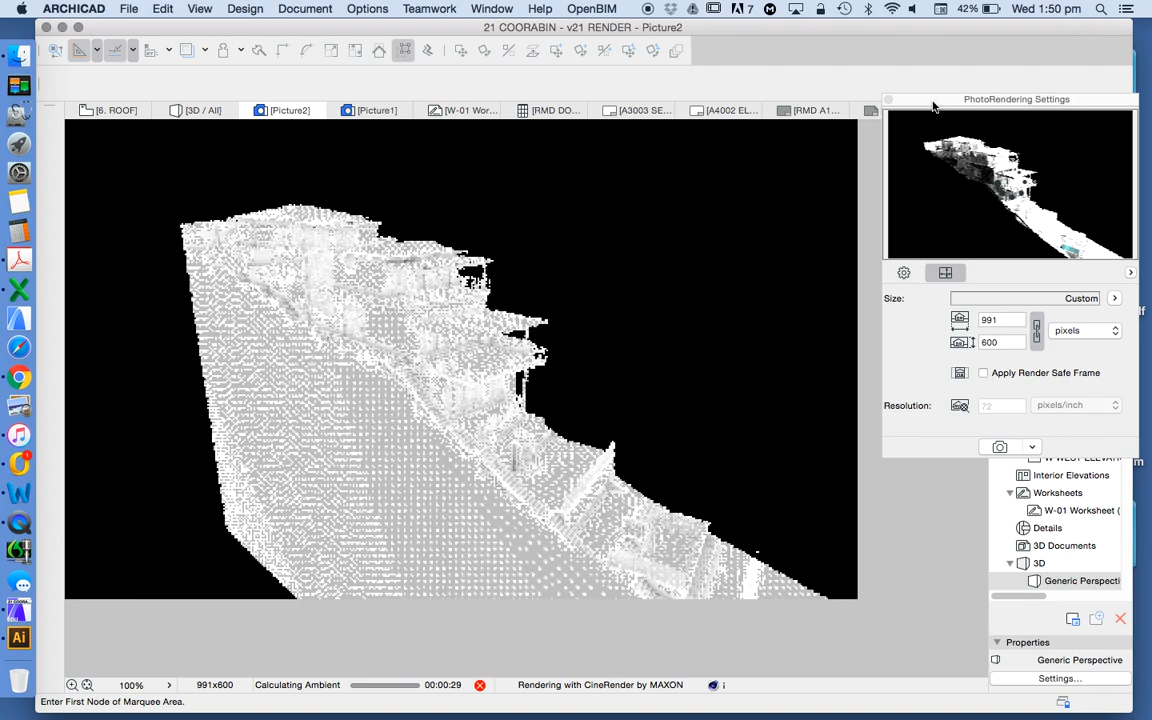 ARCHICAD File Edit View Design Document Options Teamwork Window Help OpenBIM 7 42% Wed 1:50 pm
21 COORABIN - v21 RENDER - Picture2
[6. ROOF] [3D / All] [Picture2] [Picture1] [W-01 Wor... [RMD DO... [A3003 SE... [A4002 EL... [RMD A1...
PhotoRendering Settings
Size: Custom
991
pixels
600
Apply Render Safe Frame
Resolution: 72 pixels/inch
Interior Elevations
Worksheets
W-01 Worksheet (
Details
3D Documents
3D
Generic Perspecti
Properties
Generic Perspective
Settings...
100% 991x600 Calculating Ambient 00:00:29 Rendering with CineRender by MAXON
Enter First Node of Marquee Area.